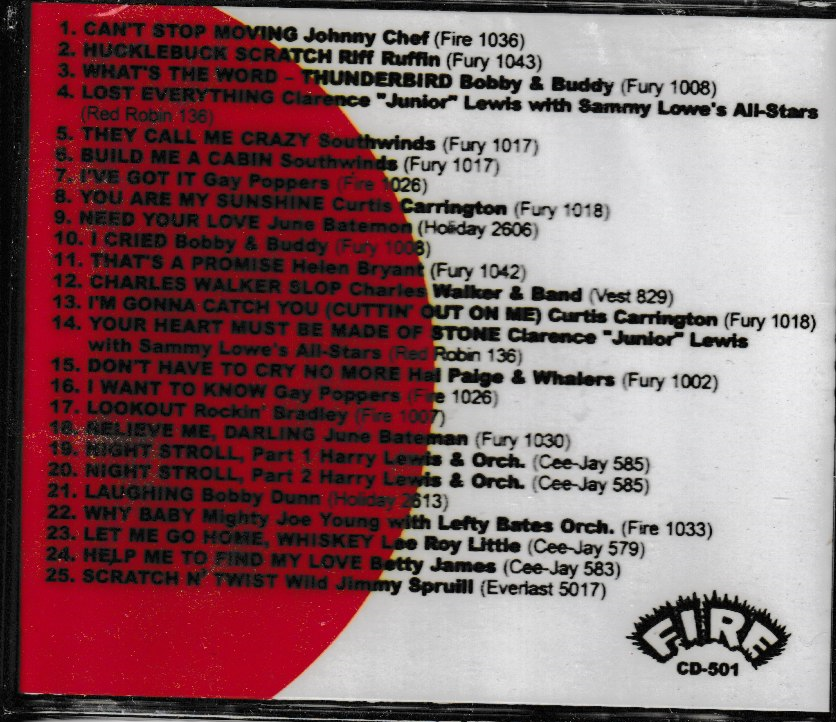 1. CAN'T STOP MOVING Johnny Chef (Fire 1036)
2. HUCKLEBUCK SCRATCH Riff Ruffin (Fury 1043)
3. WHAT'S THE WORD - THUNDERBIRD Bobby & Buddy (Fury 1008)
4. LOST EVERYTHING Clarence "Junior" Lewis with Sammy Lowe's All-Stars
(Red Robin 136)
5. THEY CALL ME CRAZY Southwinds (Fury 1017)
6. BUILD ME A CABIN Southwinds (Fury 1017)
7. I'VE GOT IT Gay Poppers (Fire 1026)
8. YOU ARE MY SUNSHINE Curtis Carrington (Fury 1018)
9. NEED YOUR LOVE June Batemon (Holiday 2606)
10. I CRIED Bobby & Buddy (Fury 1008)
11. THAT'S A PROMISE Helen Bryant (Fury 1042)
12. CHARLES WALKER SLOP Charles Walker & Band (Vest 829)
13. I'M GONNA CATCH YOU (CUTTIN' OUT ON ME) Curtis Carrington (Fury 1018)
14. YOUR HEART MUST BE MADE OF STONE Clarence "Junior" Lewis
with Sammy Lowe's All-Stars (Red Robin 136)
15. DON'T HAVE TO CRY NO MORE Hal Paige & Whalers (Fury 1002)
16. I WANT TO KNOW Gay Poppers (Fire 1026)
17. LOOKOUT Rockin' Bradley (Fire 1007)
18. BELIEVE ME, DARLING June Bateman (Fury 1030)
19. NIGHT STROLL, Part 1 Harry Lewis & Orch. (Cee-Jay 585)
20. NIGHT STROLL, Part 2 Harry Lewis & Orch. (Cee-Jay 585)
21. LAUGHING Bobby Dunn (Holiday 2613)
22. WHY BABY Mighty Joe Young with Lefty Bates Orch. (Fire 1033)
23. LET ME GO HOME, WHISKEY Lee Roy Little (Cee-Jay 579)
24. HELP ME TO FIND MY LOVE Betty James (Cee-Jay 583)
25. SCRATCH N' TWIST Wild Jimmy Spruill (Everlast 5017)
FIRE
CD-501